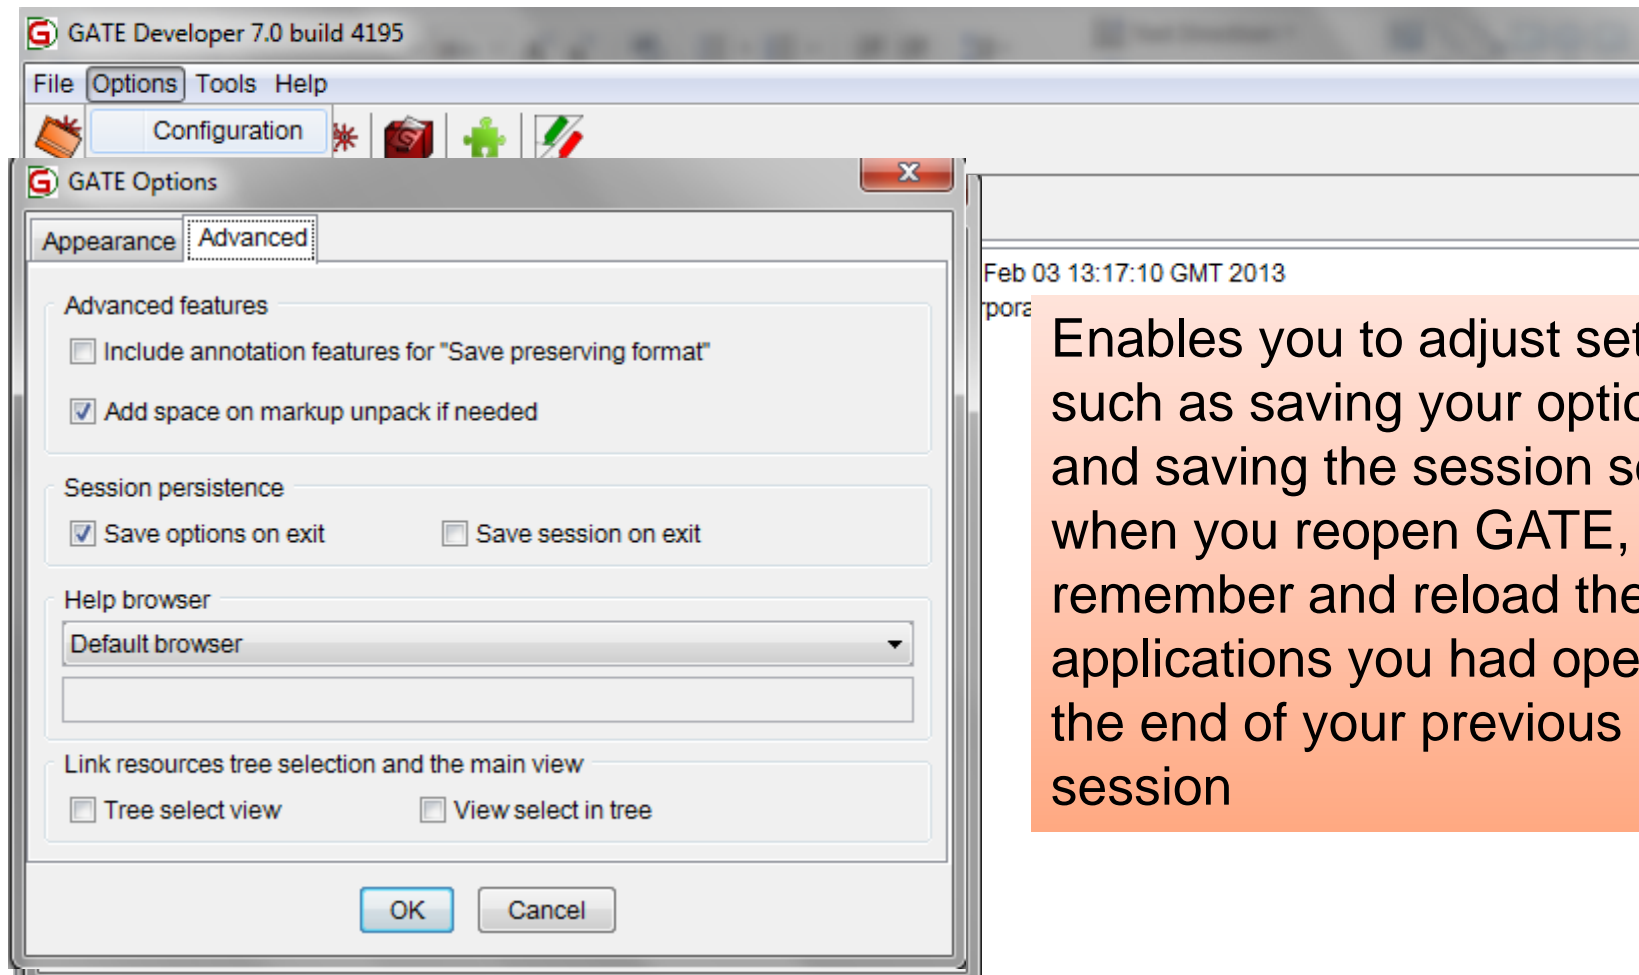 GATE Developer 7.0 build 4195
File Options Tools Help
Configuration
GATE Options
Appearance Advanced
Feb 03 13:17:10 GMT 2013
Advanced features
Include annotation features for "Save preserving format"
Add space on markup unpack if needed
Session persistence
Save options on exit Save session on exit
Help browser
Default browser
Link resources tree selection and the main view
Tree select view View select in tree
OK Cancel
Enables you to adjust
such as saving your
and saving the session
when you reopen GATE,
remember and reload
applications you had
the end of your previous
session